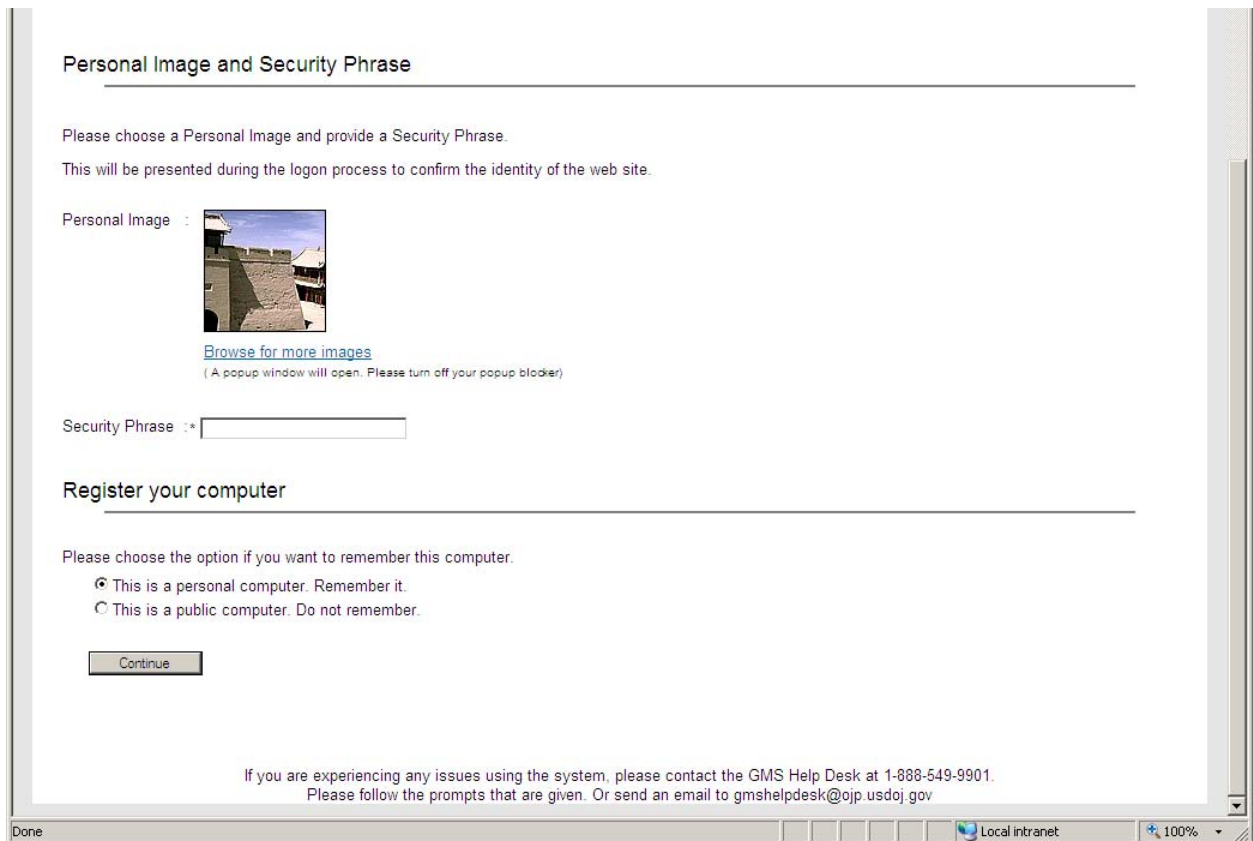 Personal Image and Security Phrase
Please choose a Personal Image and provide a Security Phrase.
This will be presented during the logon process to confirm the identity of the web site.
Personal Image :
Browse for more images
( A popup window will open. Please turn off your popup blocker)
Security Phrase :*
Register your computer
Please choose the option if you want to remember this computer.
This is a personal computer. Remember it.
This is a public computer. Do not remember.
Continue
If you are experiencing any issues using the system, please contact the GMS Help Desk at 1-888-549-9901.
Please follow the prompts that are given. Or send an email to gmshelpdesk@ojp.usdoj.gov
Done Local intranet 100%